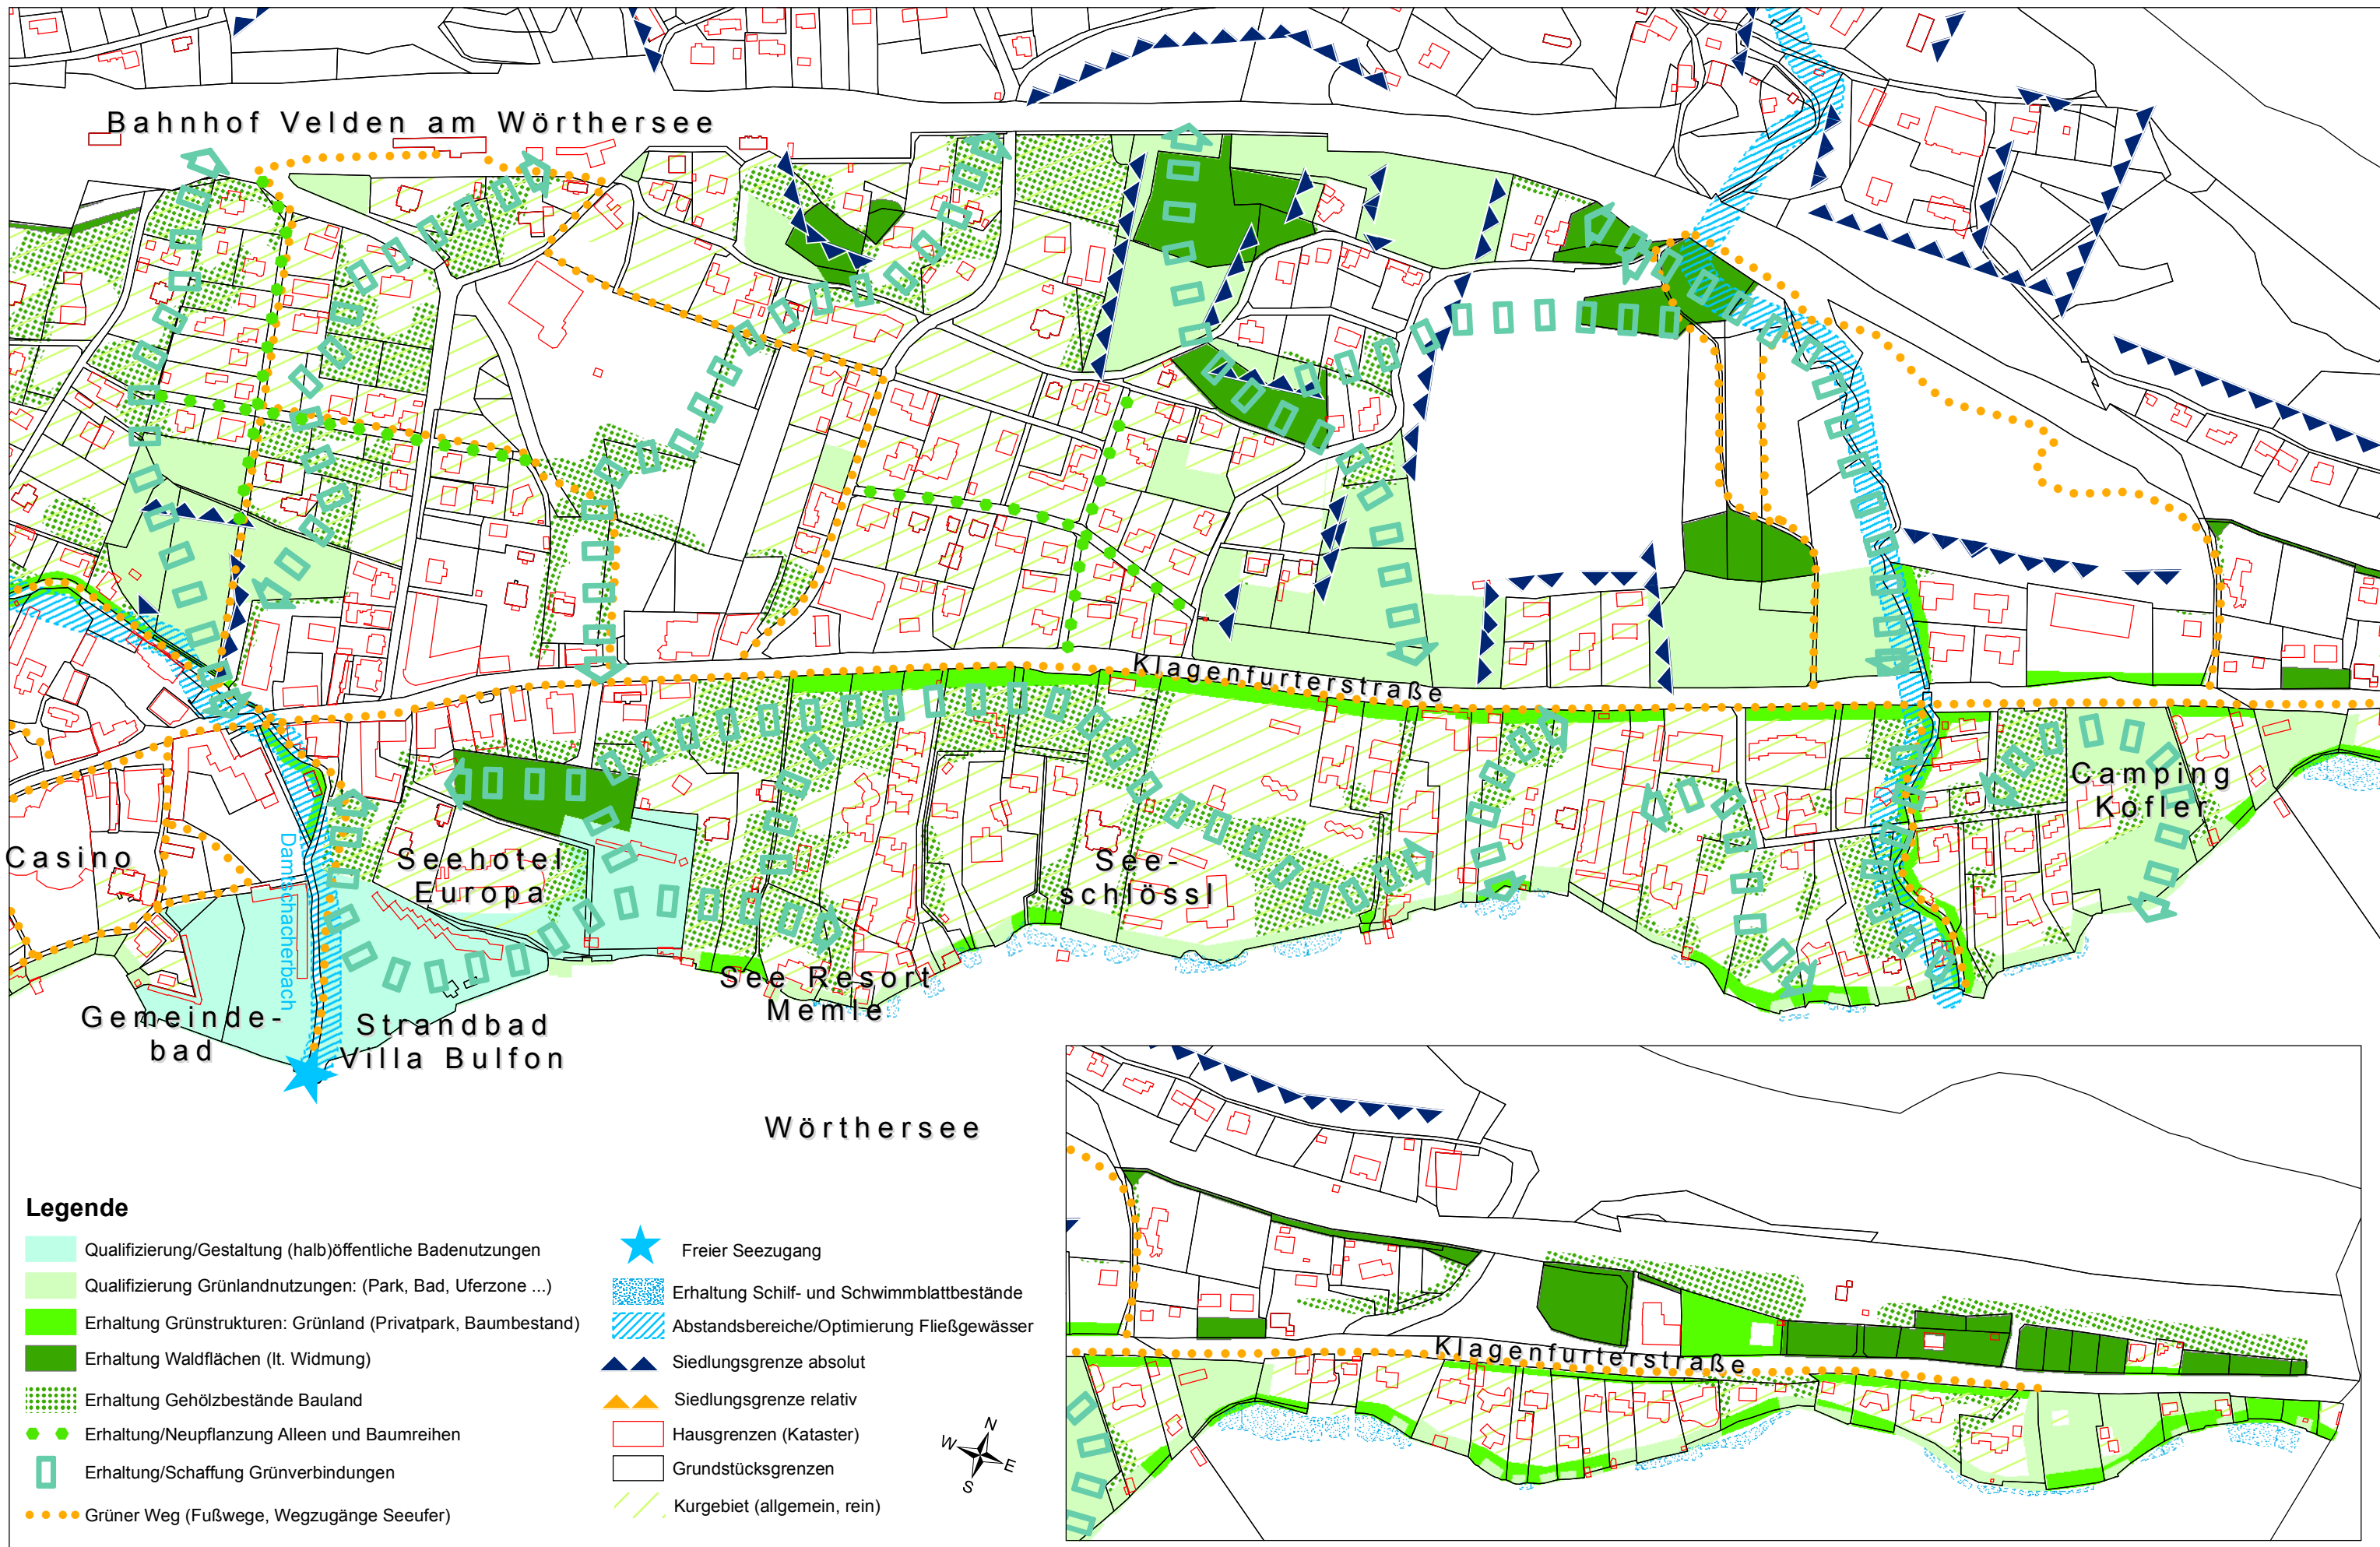 Bahnhof Velden am Wörthersee
Klagenfurterstraße
Camping
Kofler
Casino
Damtschacherbach
Seehotel
Europa
See-
schlössl
See Resort
Memle
Gemeinde-
bad
Strandbad
Villa Bulfon
Wörthersee
Klagenfurterstraße
Legende
Qualifizierung/Gestaltung (halb)öffentliche Badenutzungen
Qualifizierung Grünlandnutzungen: (Park, Bad, Uferzone ...)
Erhaltung Grünstrukturen: Grünland (Privatpark, Baumbestand)
Erhaltung Waldflächen (lt. Widmung)
Erhaltung Gehölzbestände Bauland
Erhaltung/Neupflanzung Alleen und Baumreihen
Erhaltung/Schaffung Grünverbindungen
Grüner Weg (Fußwege, Wegzugänge Seeufer)
Freier Seezugang
Erhaltung Schilf- und Schwimmblattbestände
Abstandsbereiche/Optimierung Fließgewässer
Siedlungsgrenze absolut
Siedlungsgrenze relativ
Hausgrenzen (Kataster)
Grundstücksgrenzen
Kurgebiet (allgemein, rein)
N
W
E
S